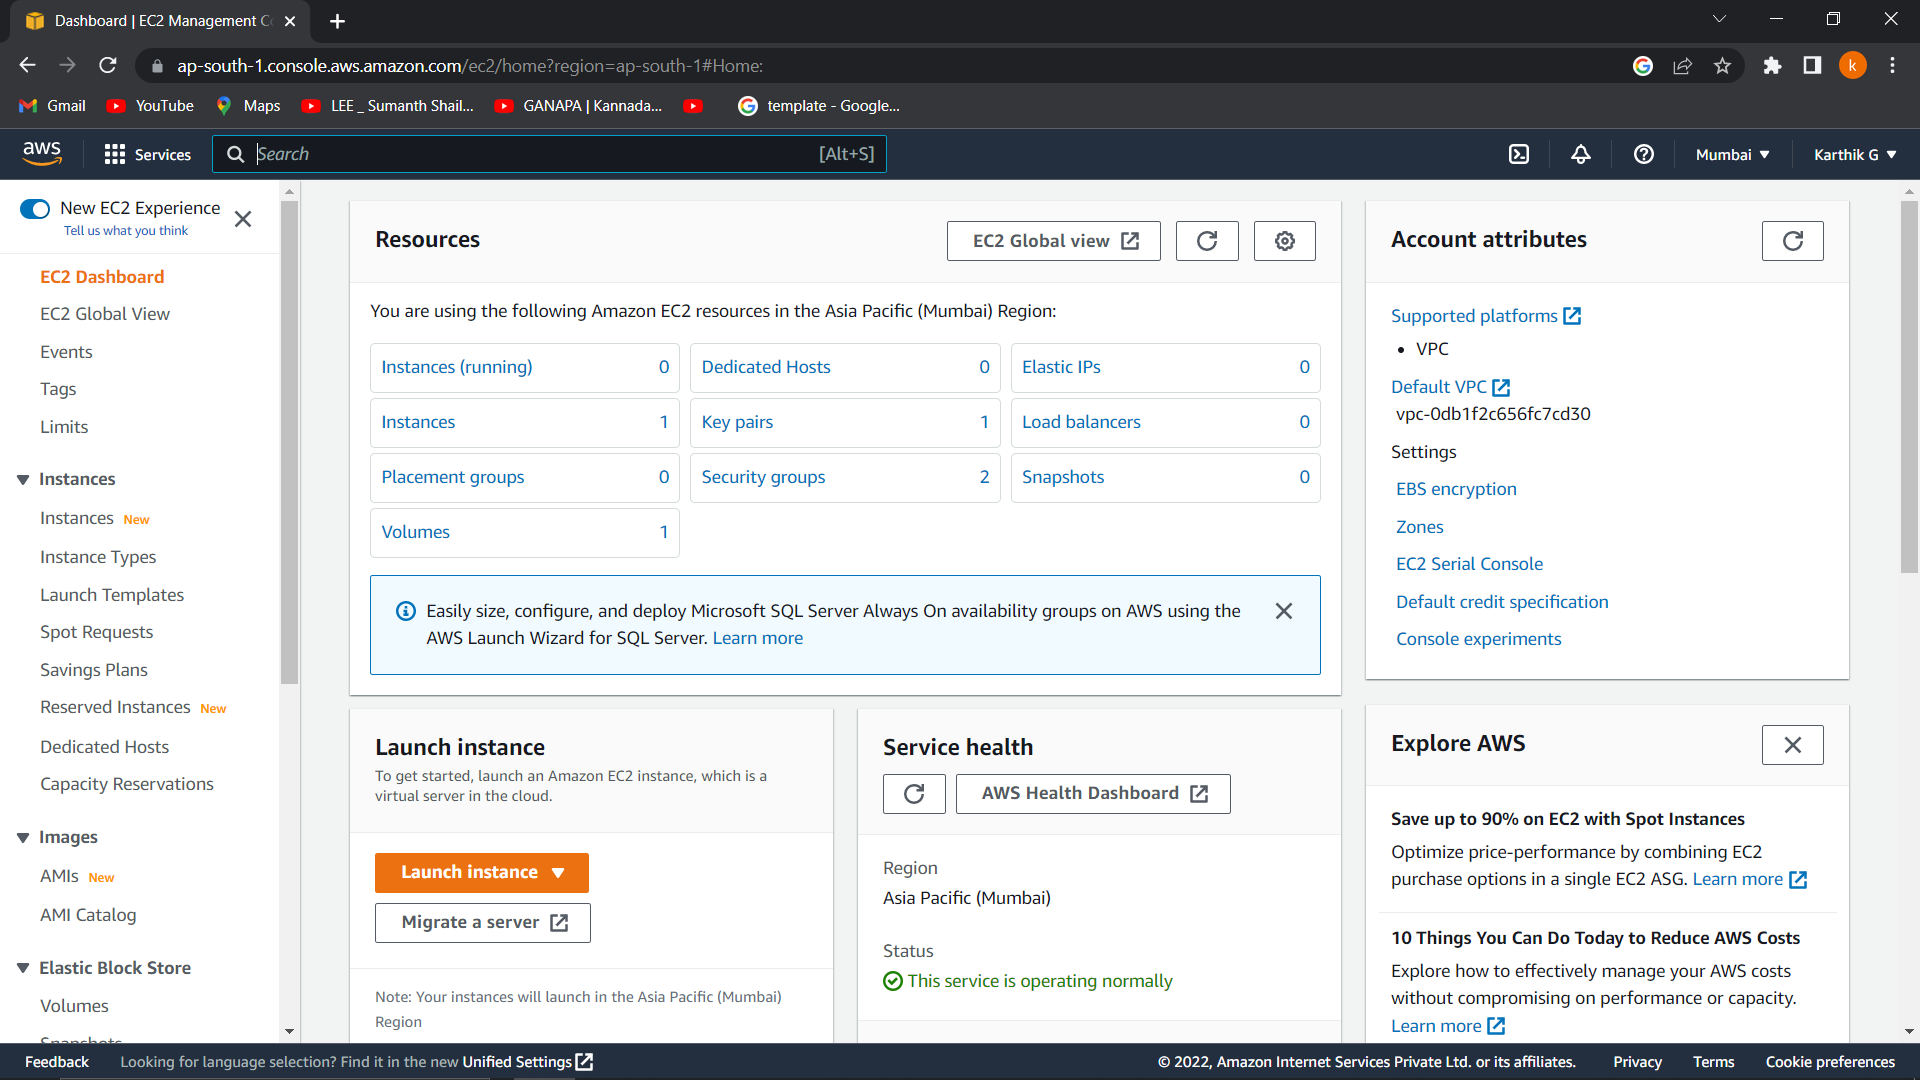 Dashboard | EC2 Management C
ap-south-1.console.aws.amazon.com/ec2/home?region=ap-south-1#Home:
k
Gmail
YouTube
Maps
LEE _ Sumanth Shail...
GANAPA | Kannada...
template - Google...
aws
Services
Search
[Alt+S]
Mumbai
Karthik G
New EC2 Experience
Tell us what you think
EC2 Dashboard
EC2 Global View
Events
Tags
Limits
Instances
Instances New
Instance Types
Launch Templates
Spot Requests
Savings Plans
Reserved Instances New
Dedicated Hosts
Capacity Reservations
Images
AMIs New
AMI Catalog
Elastic Block Store
Volumes
Snapshots
Resources
EC2 Global view
You are using the following Amazon EC2 resources in the Asia Pacific (Mumbai) Region:
Instances (running) 0
Dedicated Hosts 0
Elastic IPs 0
Instances 1
Key pairs 1
Load balancers 0
Placement groups 0
Security groups 2
Snapshots 0
Volumes 1
Easily size, configure, and deploy Microsoft SQL Server Always On availability groups on AWS using the
AWS Launch Wizard for SQL Server. Learn more
Launch instance
To get started, launch an Amazon EC2 instance, which is a
virtual server in the cloud.
Launch instance
Migrate a server
Note: Your instances will launch in the Asia Pacific (Mumbai)
Region
Service health
AWS Health Dashboard
Region
Asia Pacific (Mumbai)
Status
This service is operating normally
Account attributes
Supported platforms
• VPC
Default VPC
vpc-0db1f2c656fc7cd30
Settings
EBS encryption
Zones
EC2 Serial Console
Default credit specification
Console experiments
Explore AWS
Save up to 90% on EC2 with Spot Instances
Optimize price-performance by combining EC2
purchase options in a single EC2 ASG. Learn more
10 Things You Can Do Today to Reduce AWS Costs
Explore how to effectively manage your AWS costs
without compromising on performance or capacity.
Learn more
Feedback
Looking for language selection? Find it in the new Unified Settings
© 2022, Amazon Internet Services Private Ltd. or its affiliates.
Privacy
Terms
Cookie preferences